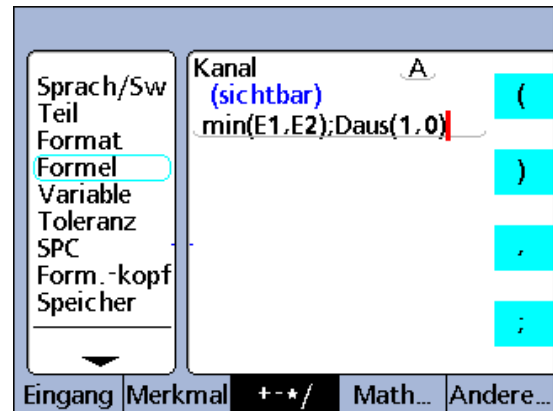 Sprach/Sw
Teil
Format
Formel
Variable
Toleranz
SPC
Form.-kopf
Speicher
Kanal A
(sichtbar)
min(E1,E2);Daus(1,0)
(
)
,
;
Eingang Merkmal +-*/ Math... Andere...